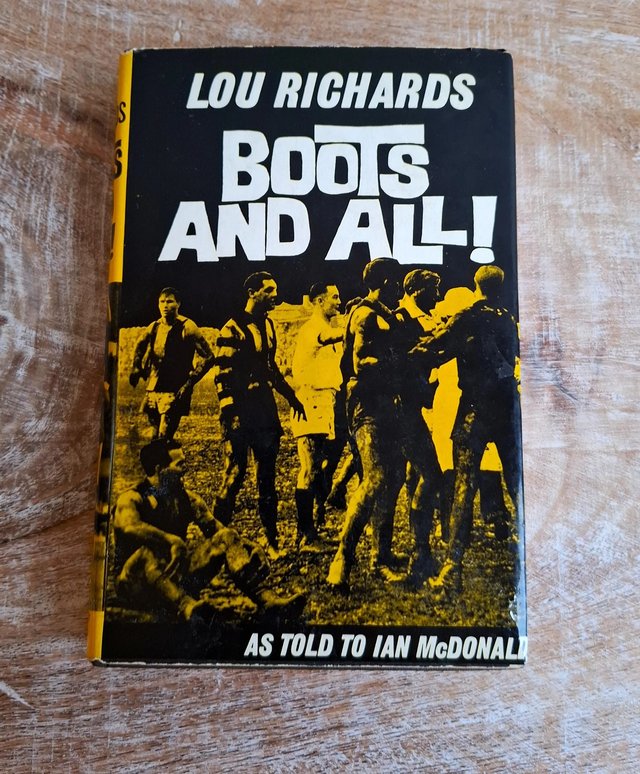 LOU RICHARDS
BOOTS
AND ALL!
AS TOLD TO IAN McDONALD